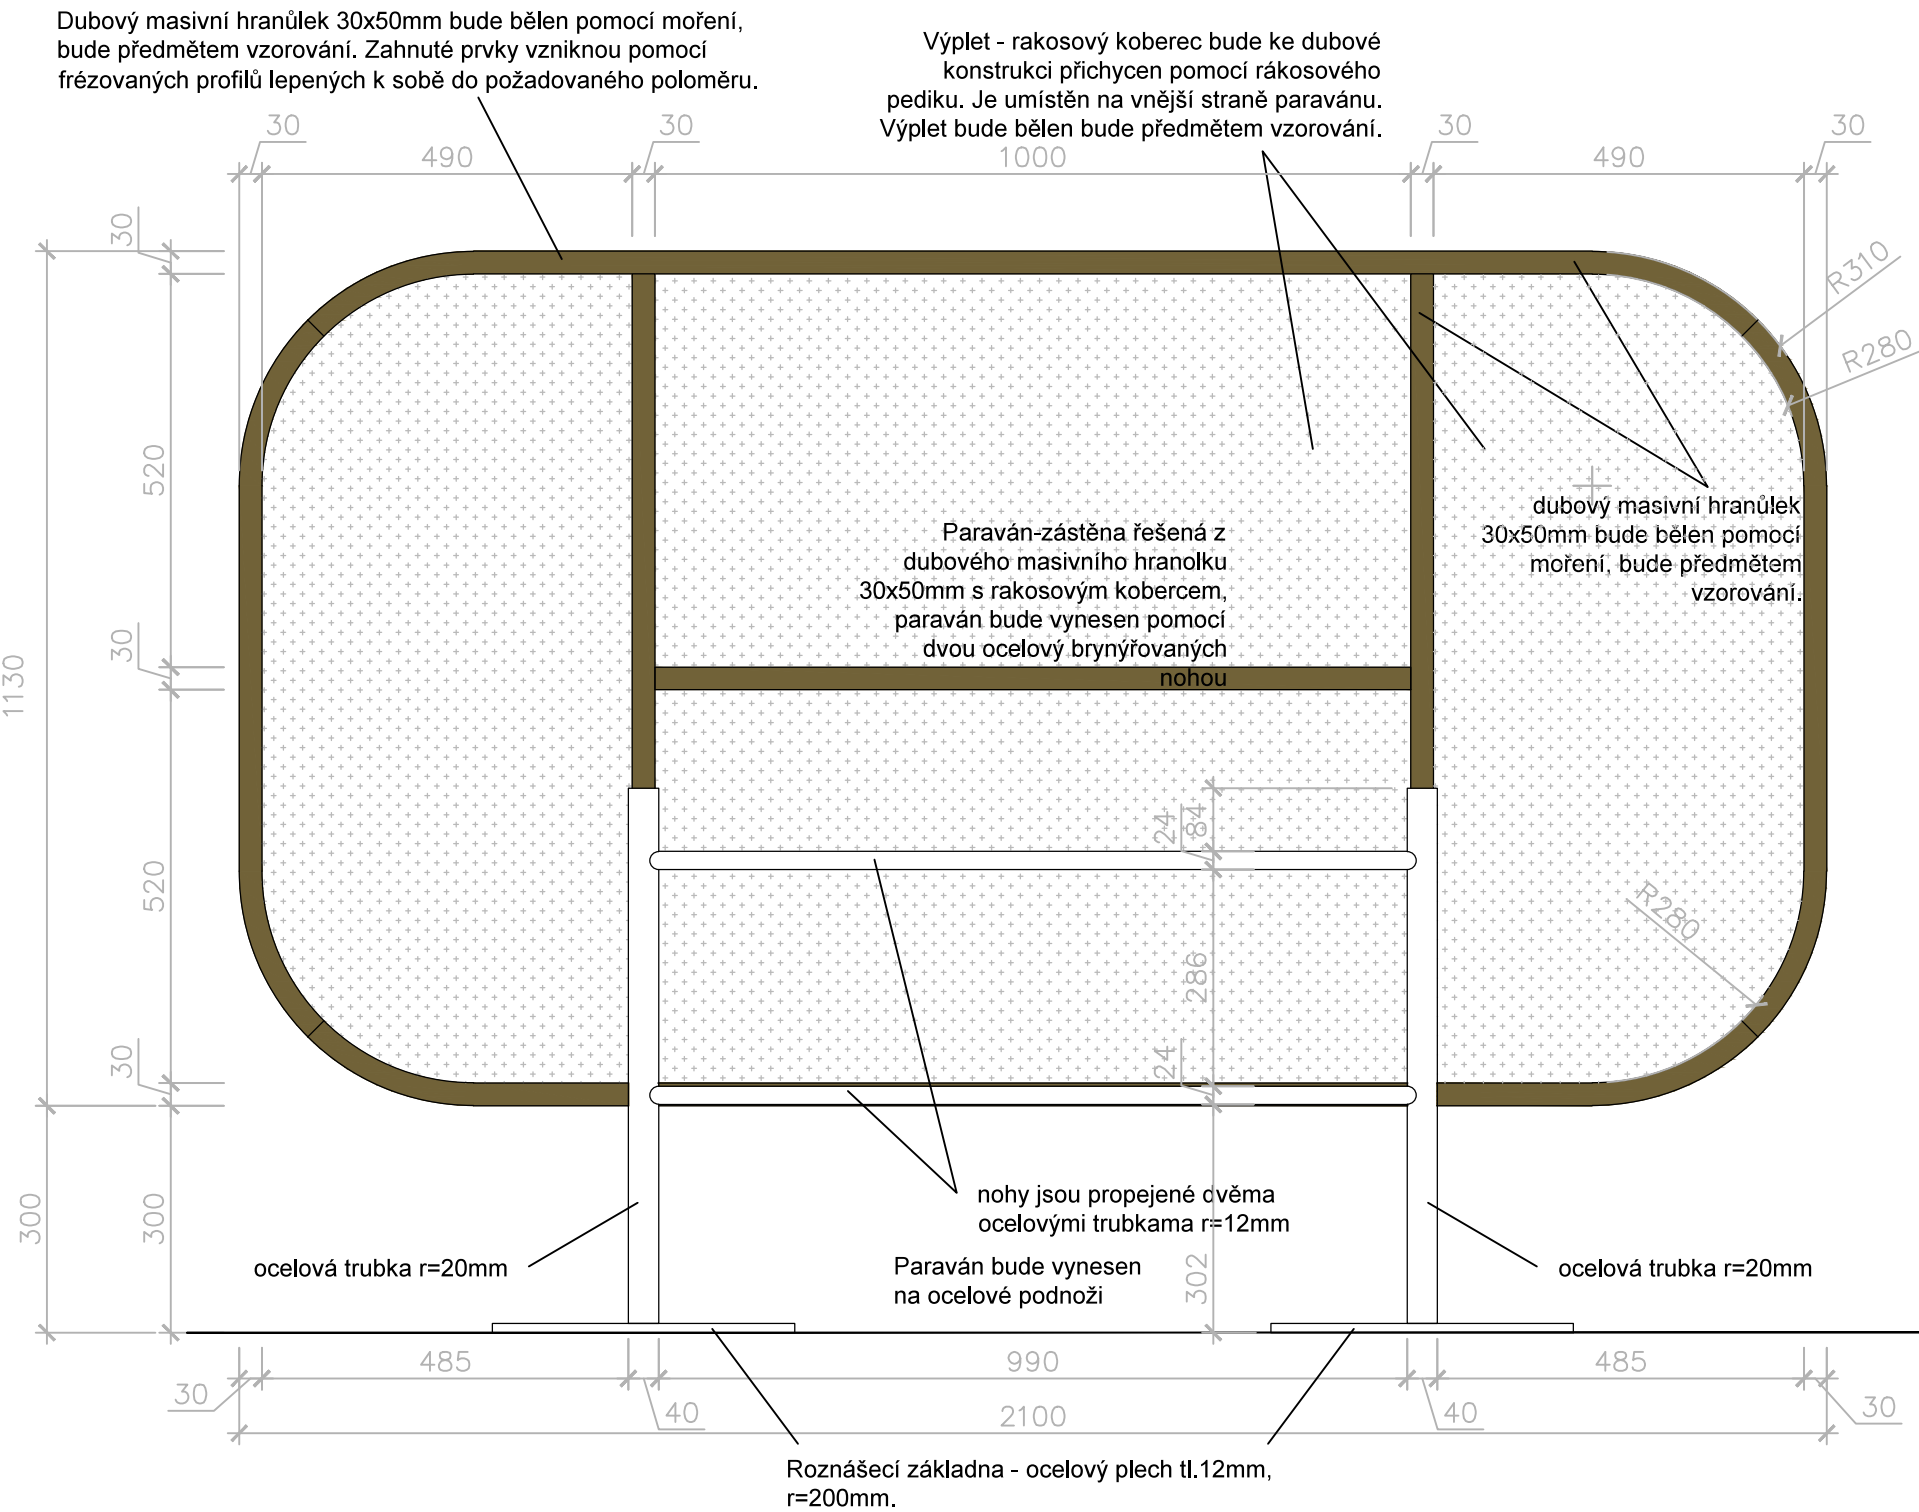 Dubový masivní hranůlek 30x50mm bude bělen pomocí moření,
bude předmětem vzorování. Zahnuté prvky vzniknou pomocí
frézovaných profilů lepených k sobě do požadovaného poloměru.
Výplet - rakosový koberec bude ke dubové
konstrukci přichycen pomocí rákosového
pediku. Je umístěn na vnější straně paravánu.
Výplet bude bělen bude předmětem vzorování.
30
30
30
30
490
1000
490
30
R310
R280
520
dubový masivní hranůlek
30x50mm bude bělen pomocí
moření, bude předmětem
vzorování.
Paraván-zástěna řešená z
dubového masivního hranolku
30x50mm s rakosovým kobercem,
paraván bude vynesen pomocí
dvou ocelový brynýřovaných
nohou
30
1130
24
84
520
R280
286
30
24
nohy jsou propejené dvěma
ocelovými trubkama r=12mm
300
300
302
ocelová trubka r=20mm
Paraván bude vynesen
na ocelové podnoži
ocelová trubka r=20mm
485
990
485
30
40
2100
40
30
Roznášecí základna - ocelový plech tl.12mm,
r=200mm.